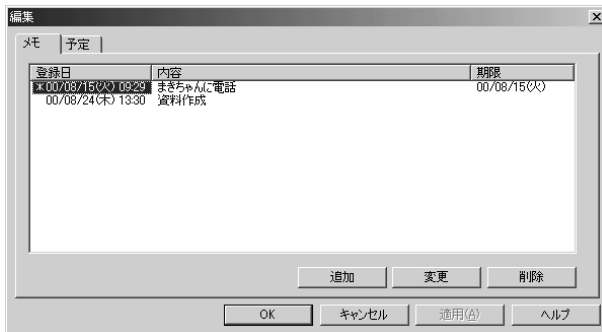 編集
メモ 予定
登録日 内容 期限
*00/08/15(火) 09:29 まきちゃんに電話 00/08/15(火)
00/08/24(木) 13:30 資料作成
追加 変更 削除
OK キャンセル 適用(A) ヘルプ